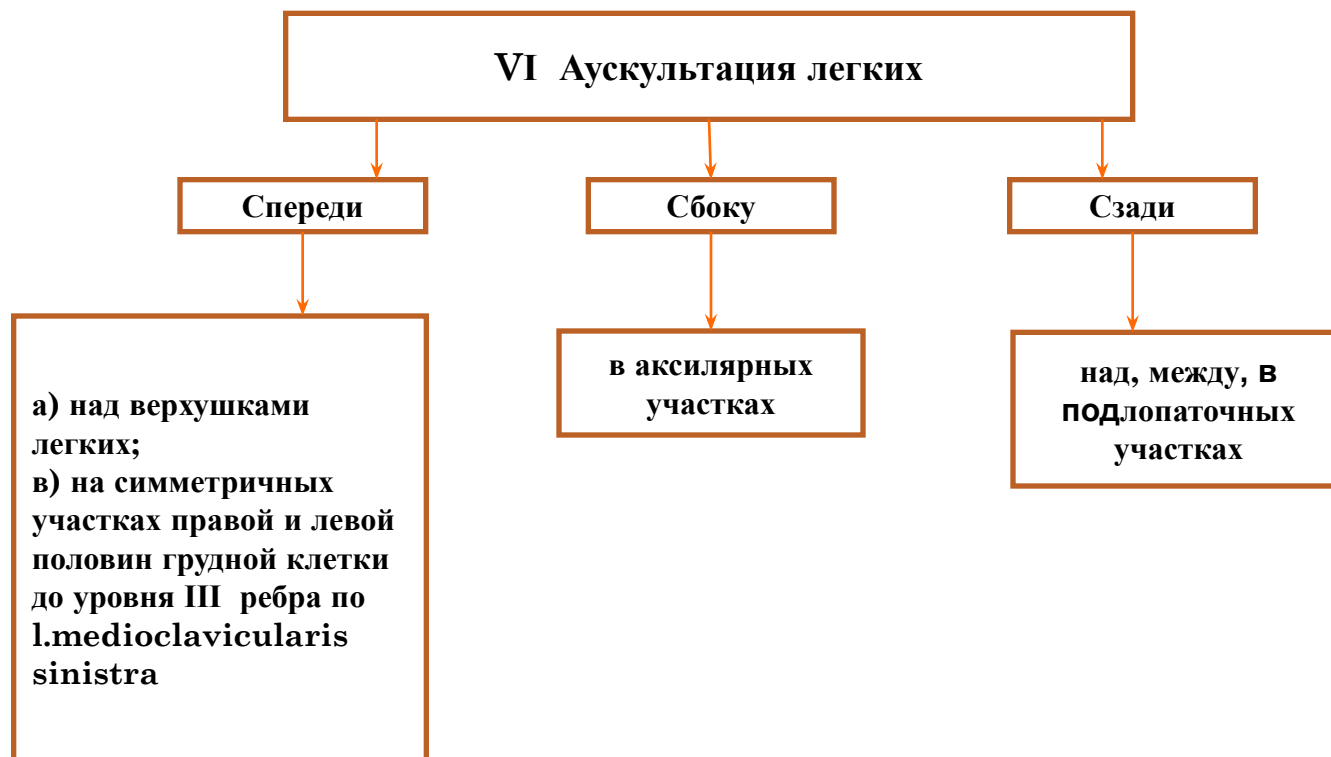 VI Аускультация легких
Спереди
Сбоку
Сзади
а) над верхушками
легких;
в) на симметричных
участках правой и левой
половин грудной клетки
до уровня III ребра по
l.medioclavicularis
sinistra
в аксилярных
участках
над, между, в
подлопаточных
участках